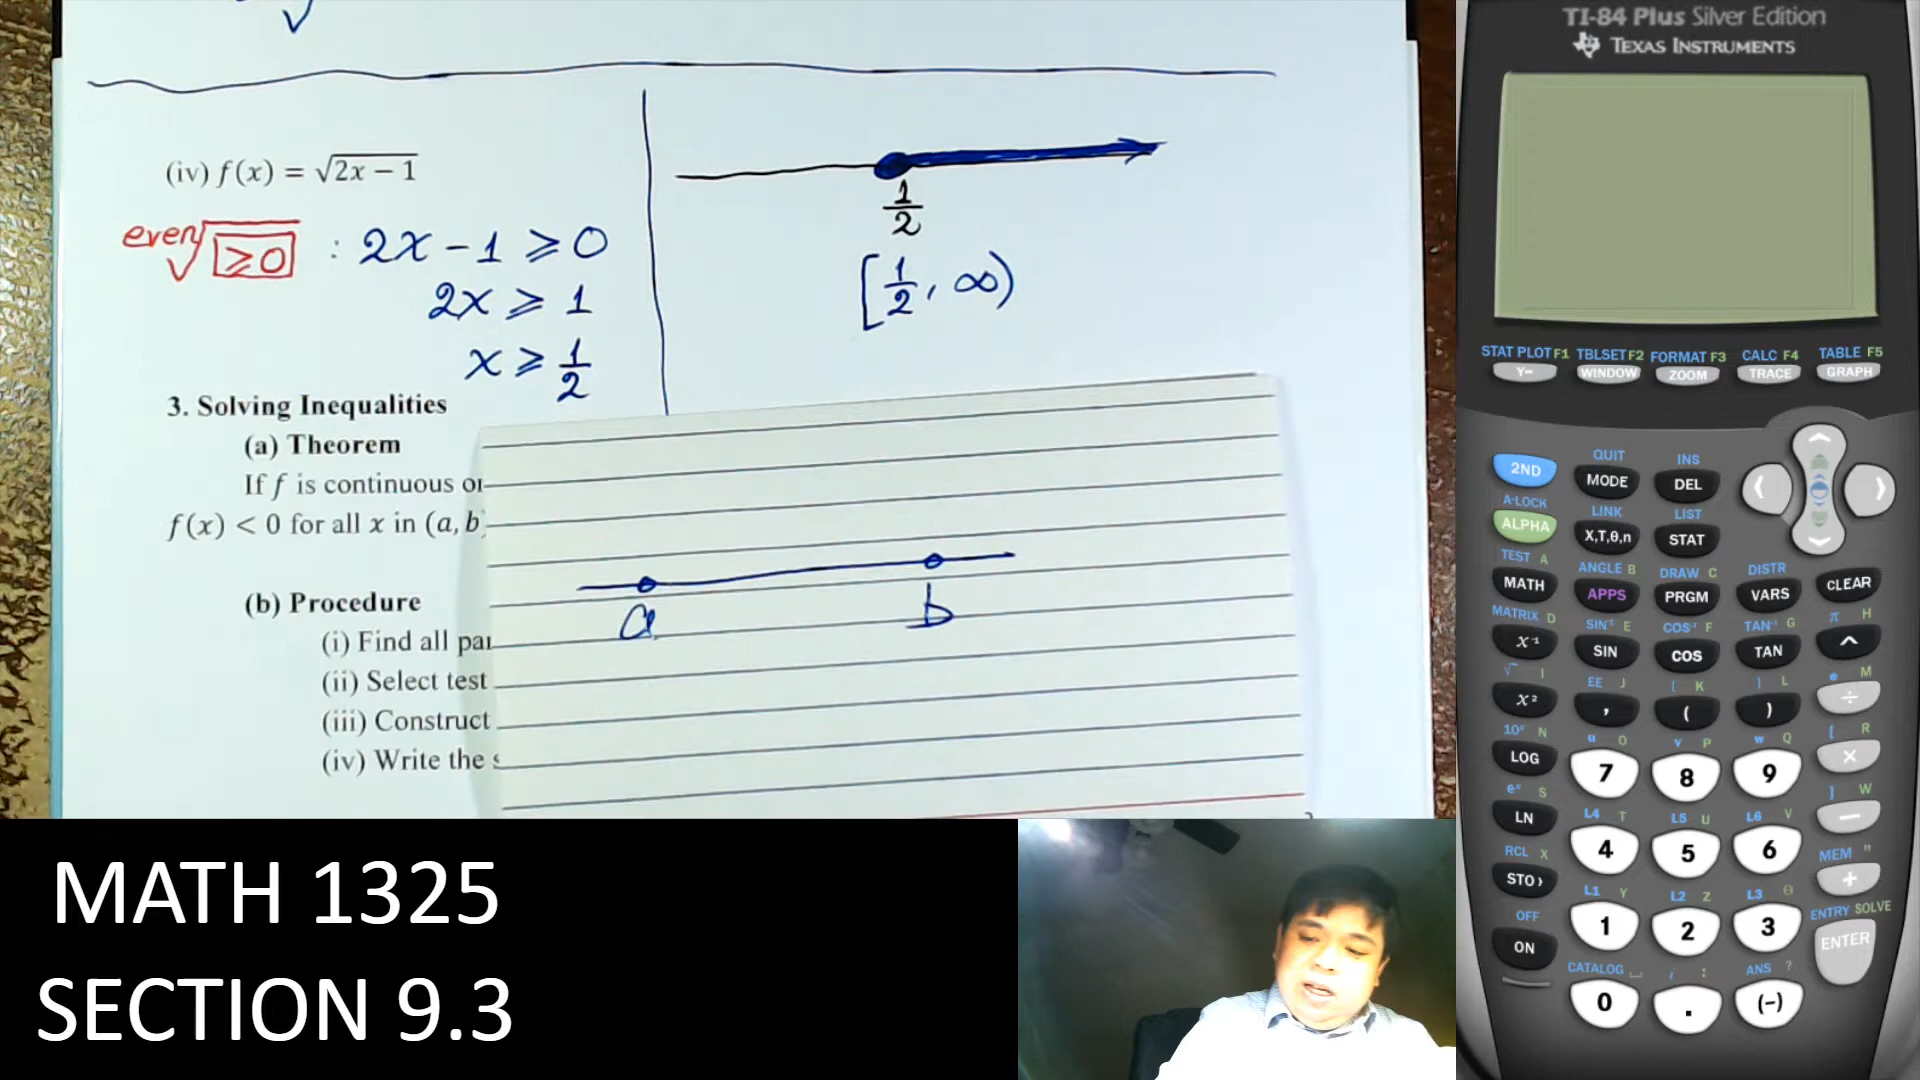 (iv) f(x) = √2x − 1
even√≥0 : 2x − 1 ≥ 0
2x ≥ 1
x ≥ 1/2
1/2
[1/2, ∞)
3. Solving Inequalities
(a) Theorem
If f is continuous
f(x) < 0 for all x in (a, b
(b) Procedure
(i) Find all
(ii) Select test
(iii) Construct
(iv) Write the
a b
MATH 1325
SECTION 9.3
TI-84 Plus Silver Edition
TEXAS INSTRUMENTS
STAT PLOT F1 TBLSET F2 FORMAT F3 CALC F4 TABLE F5
Y= WINDOW ZOOM TRACE GRAPH
QUIT INS
2ND MODE DEL
A-LOCK LINK LIST
ALPHA X,T,θ,n STAT
TEST A ANGLE B DRAW C DISTR
MATH APPS PRGM VARS CLEAR
MATRIX D SIN⁻¹ E COS⁻¹ F TAN⁻¹ G π H
x⁻¹ SIN COS TAN ^
√ I EE J { K } L e M
x² , ( ) ÷
10ˣ N u O v P w Q [ R
LOG 7 8 9 ×
eˣ S L4 T L5 U L6 V ] W
LN 4 5 6 −
RCL X L1 Y L2 Z L3 θ MEM "
STO› 1 2 3 +
OFF CATALOG ⎵ i : ANS ? ENTRY SOLVE
ON 0 . (−) ENTER